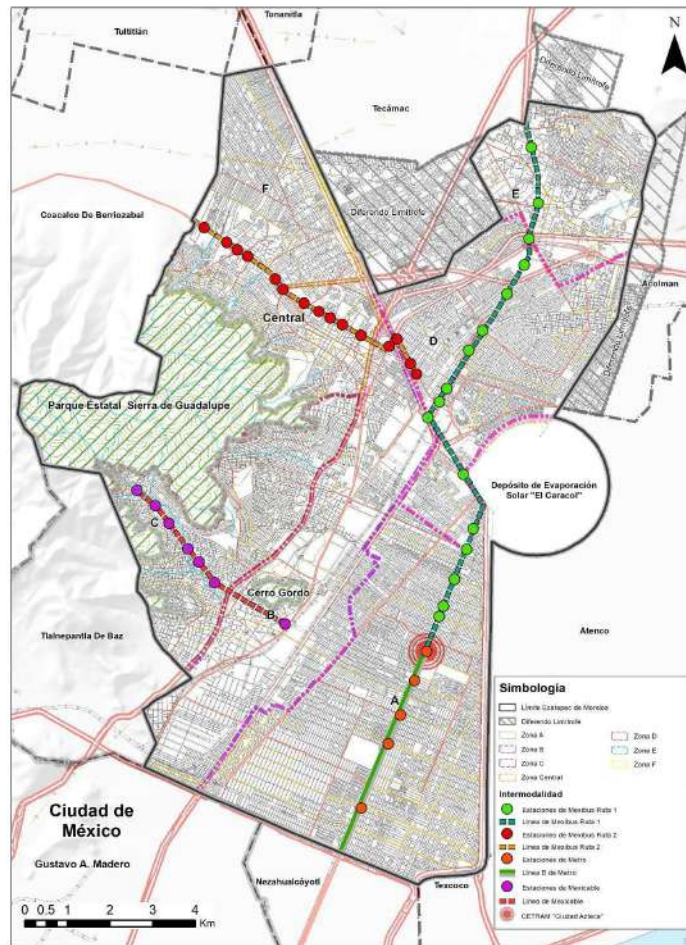 Tonanitla
Tultitlán
N
Diferendo Limítrofe
Tecámac
F
E
Coacalco De Berriozabal
Diferendo Limítrofe
Acolman
Central
D
Diferendo Limítrofe
Parque Estatal Sierra de Guadalupe
Depósito de Evaporación
Solar "El Caracol"
C
Cerro Gordo
B
Tlalnepantla De Baz
Atenco
A
Simbología
Límite Ecatepec de Morelos
Diferendo Limítrofe
Zona A
Zona D
Zona B
Zona E
Zona C
Zona F
Zona Central
Intermodalidad
Estaciones de Mexibus Ruta 1
Línea de Mexibus Ruta 1
Estaciones de Mexibus Ruta 2
Línea de Mexibus Ruta 2
Estaciones de Metro
Línea B de Metro
Estaciones de Mexicable
Línea de Mexicable
CETRAM "Ciudad Azteca"
Ciudad de
México
Gustavo A. Madero
Nezahualcóyotl
Texcoco
0 0.5 1 2 3 4
Km